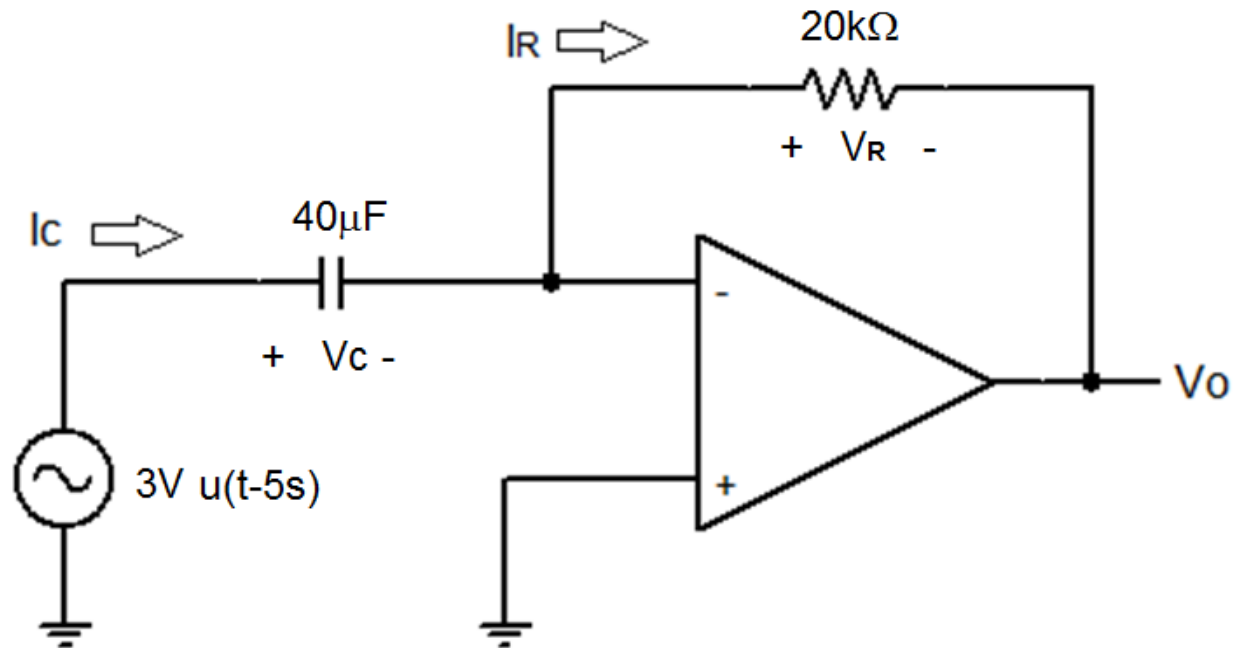 20kΩ
IR
+ VR -
Ic
40μF
-
+ Vc -
Vo
3V u(t-5s)
+